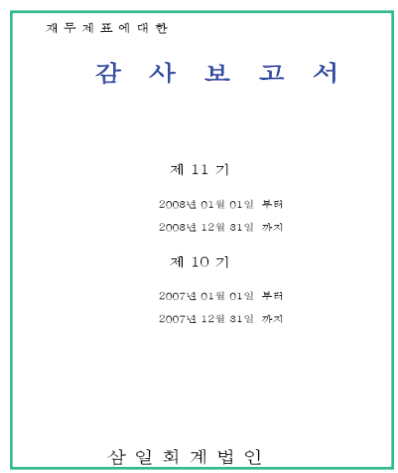 재 무 제 표 에 대 한
감 사 보 고 서
제 11 기
2008년 01월 01일 부터
2008년 12월 31일 까지
제 10 기
2007년 01월 01일 부터
2007년 12월 31일 까지
삼 일 회 계 법 인